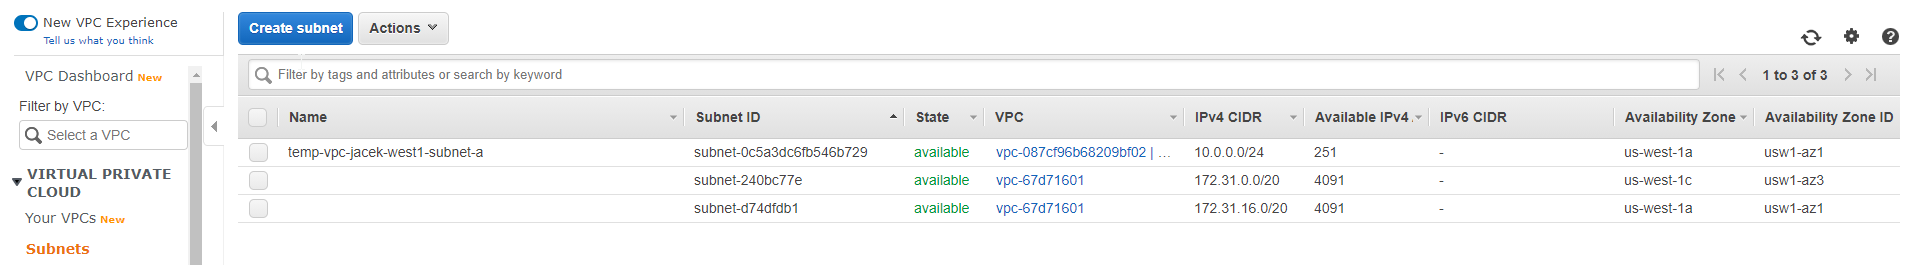 New VPC Experience
Tell us what you think
VPC Dashboard New
Filter by VPC:
Select a VPC
VIRTUAL PRIVATE
CLOUD
Your VPCs New
Subnets
Create subnet Actions
Filter by tags and attributes or search by keyword 1 to 3 of 3
Name Subnet ID State VPC IPv4 CIDR Available IPv4 . IPv6 CIDR Availability Zone Availability Zone ID
temp-vpc-jacek-west1-subnet-a subnet-0c5a3dc6fb546b729 available vpc-087cf96b68209bf02 | ... 10.0.0.0/24 251 - us-west-1a usw1-az1
subnet-240bc77e available vpc-67d71601 172.31.0.0/20 4091 - us-west-1c usw1-az3
subnet-d74dfdb1 available vpc-67d71601 172.31.16.0/20 4091 - us-west-1a usw1-az1